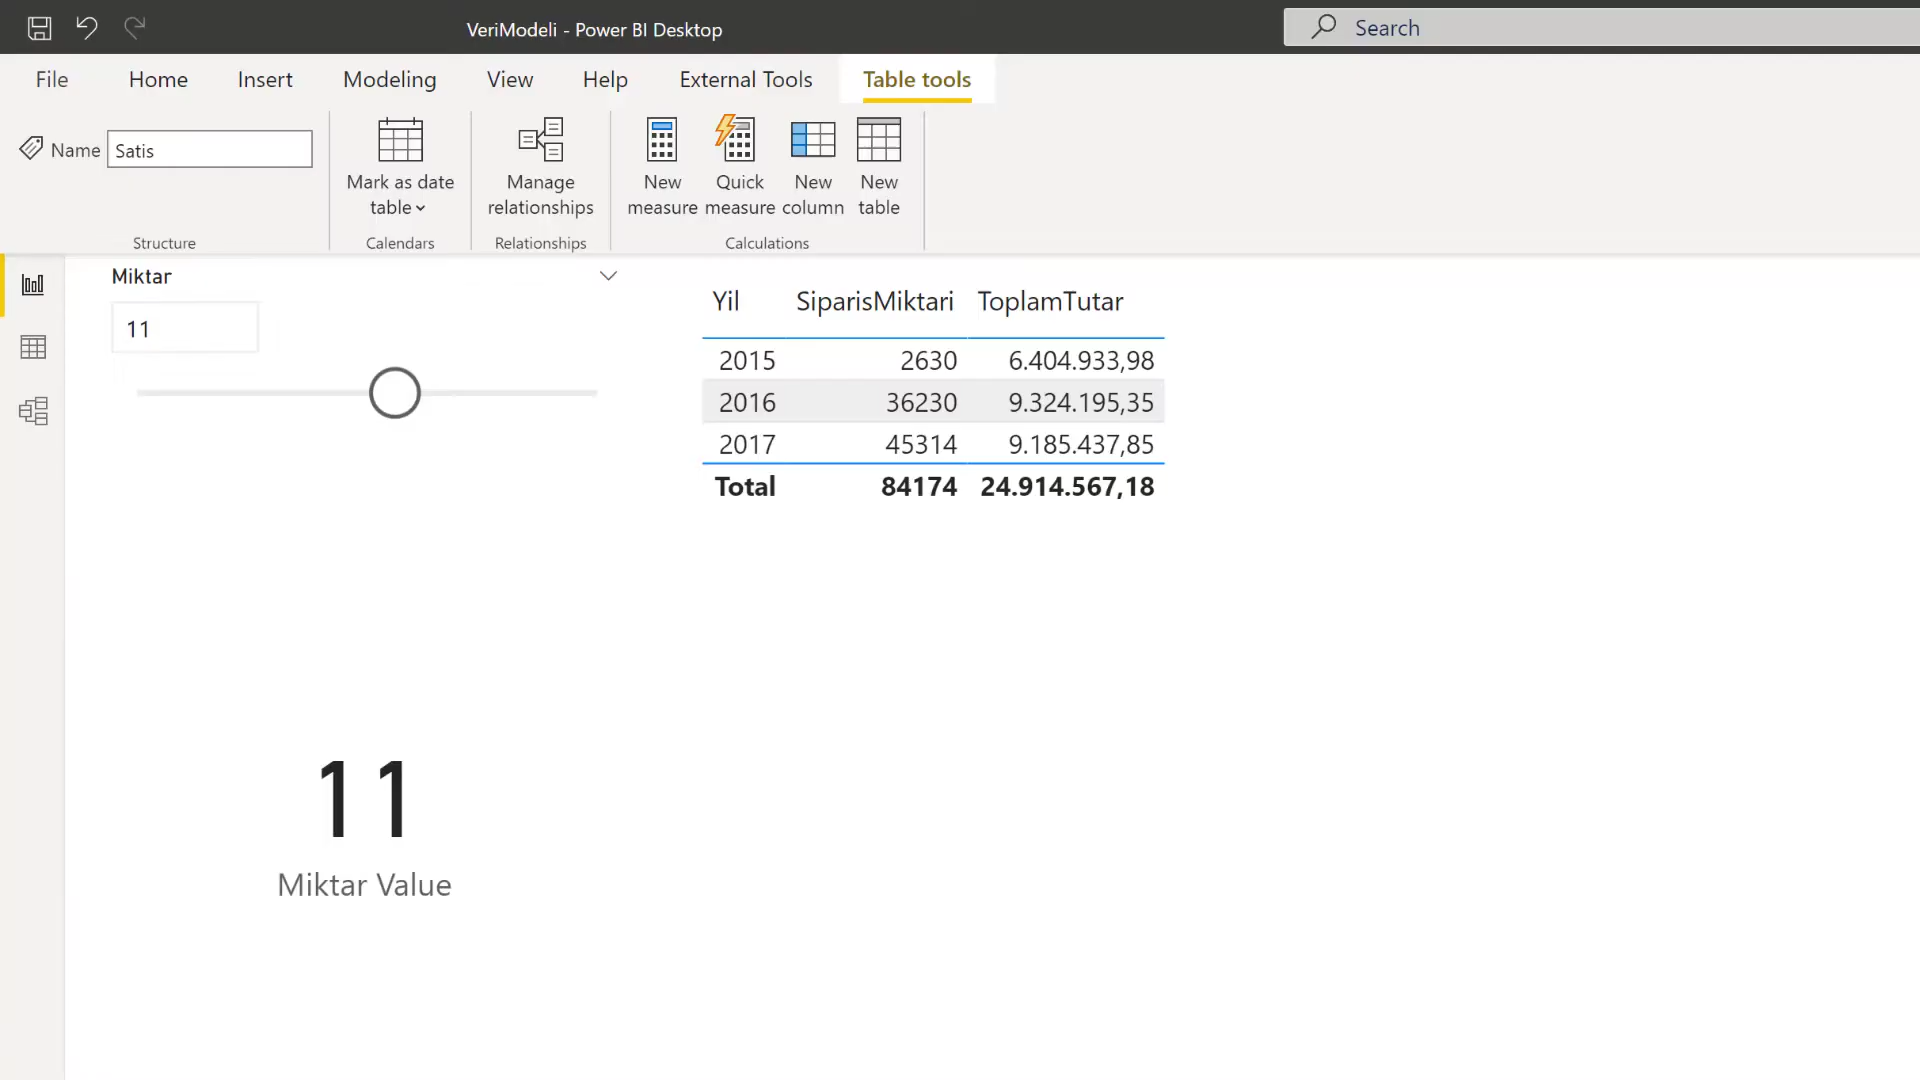 VeriModeli - Power BI Desktop
Search
File Home Insert Modeling View Help External Tools Table tools
Name Satis
Mark as date table
Manage relationships
New measure
Quick measure
New column
New table
Structure Calendars Relationships Calculations
Miktar
11
Yil SiparisMiktari ToplamTutar
2015 2630 6.404.933,98
2016 36230 9.324.195,35
2017 45314 9.185.437,85
Total 84174 24.914.567,18
11
Miktar Value